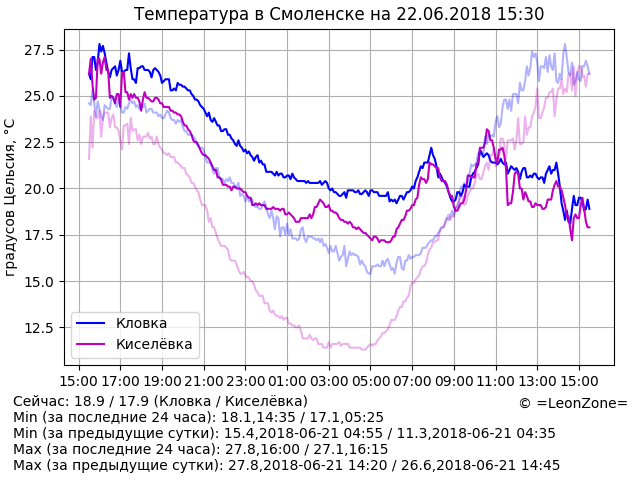 Температура в Смоленске на 22.06.2018 15:30
градусов Цельсия, °C
27.5
25.0
22.5
20.0
17.5
15.0
12.5
Кловка
Киселёвка
15:00 17:00 19:00 21:00 23:00 01:00 03:00 05:00 07:00 09:00 11:00 13:00 15:00
Сейчас: 18.9 / 17.9 (Кловка / Киселёвка)
© =LeonZone=
Min (за последние 24 часа): 18.1,14:35 / 17.1,05:25
Min (за предыдущие сутки): 15.4,2018-06-21 04:55 / 11.3,2018-06-21 04:35
Max (за последние 24 часа): 27.8,16:00 / 27.1,16:15
Max (за предыдущие сутки): 27.8,2018-06-21 14:20 / 26.6,2018-06-21 14:45